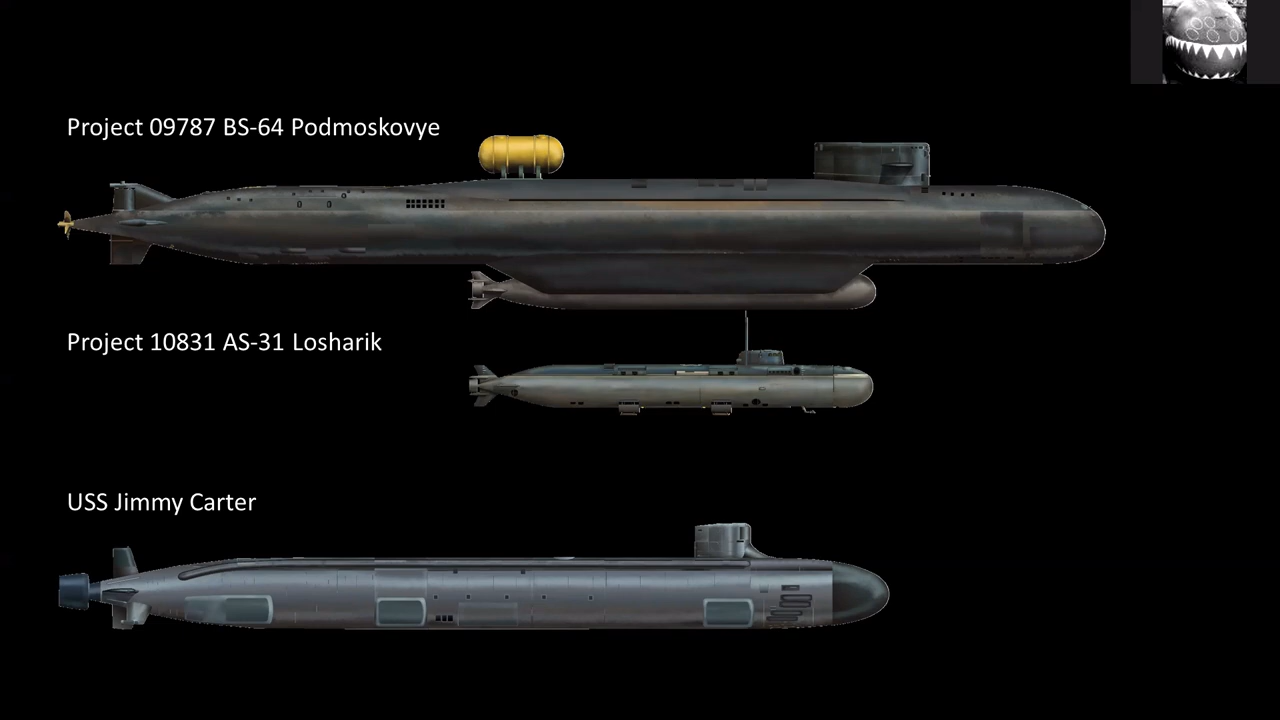 Project 09787 BS-64 Podmoskovye
Project 10831 AS-31 Losharik
USS Jimmy Carter